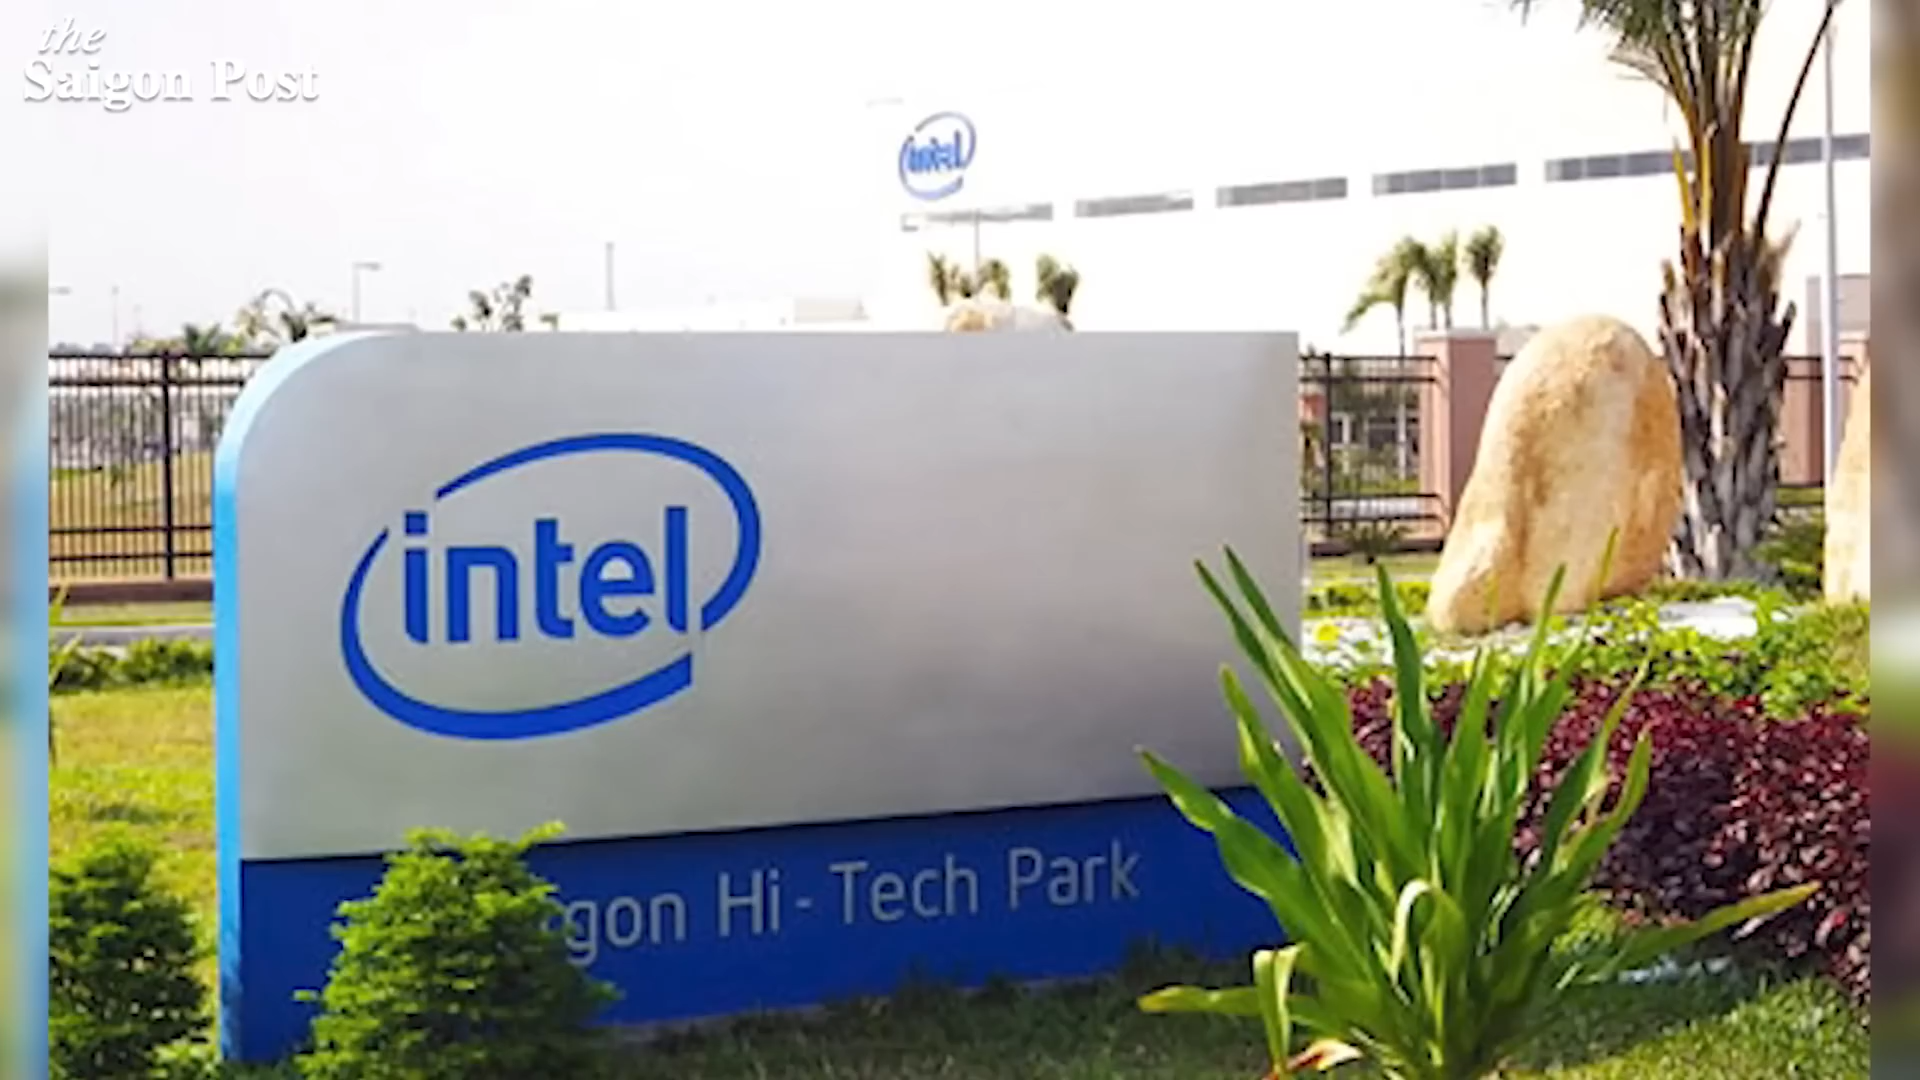 the
Saigon Post
intel
intel
gon Hi-Tech Park